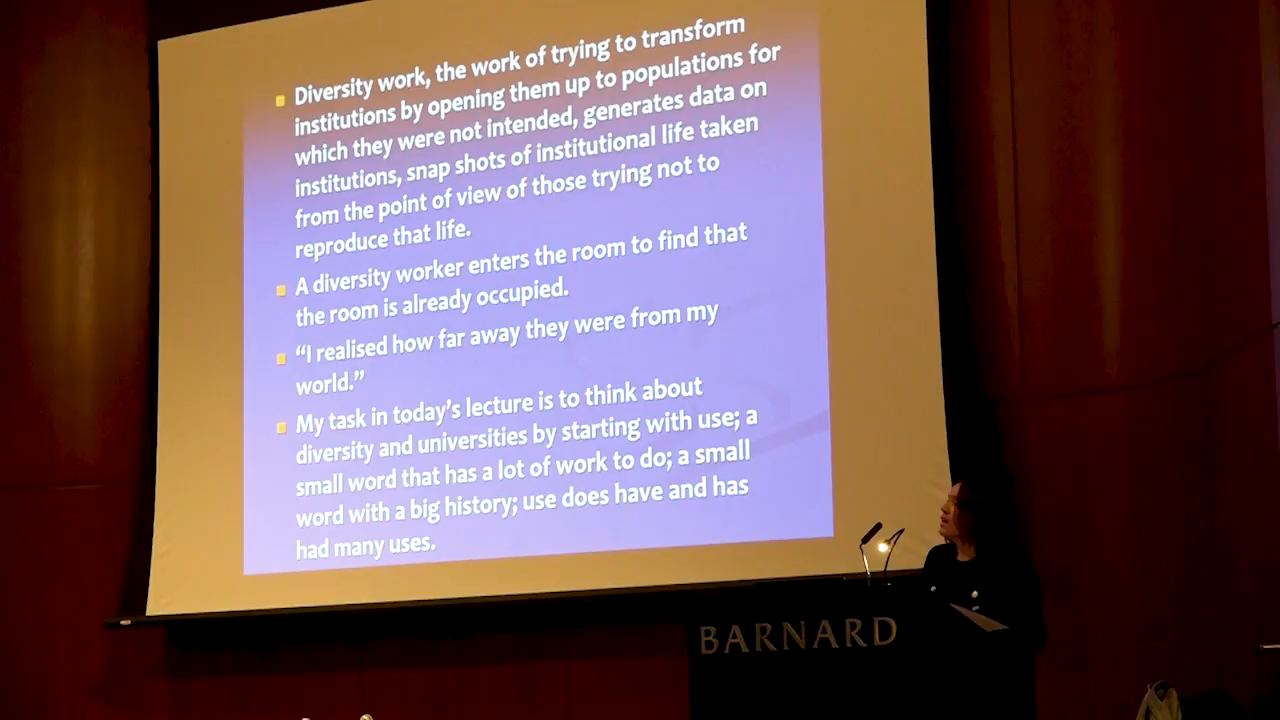 Diversity work, the work of trying to transform
institutions by opening them up to populations for
which they were not intended, generates data on
institutions, snap shots of institutional life taken
from the point of view of those trying not to
reproduce that life.
A diversity worker enters the room to find that
the room is already occupied.
“I realised how far away they were from my
world.”
My task in today’s lecture is to think about
diversity and universities by starting with use; a
small word that has a lot of work to do; a small
word with a big history; use does have and has
had many uses.
BARNARD